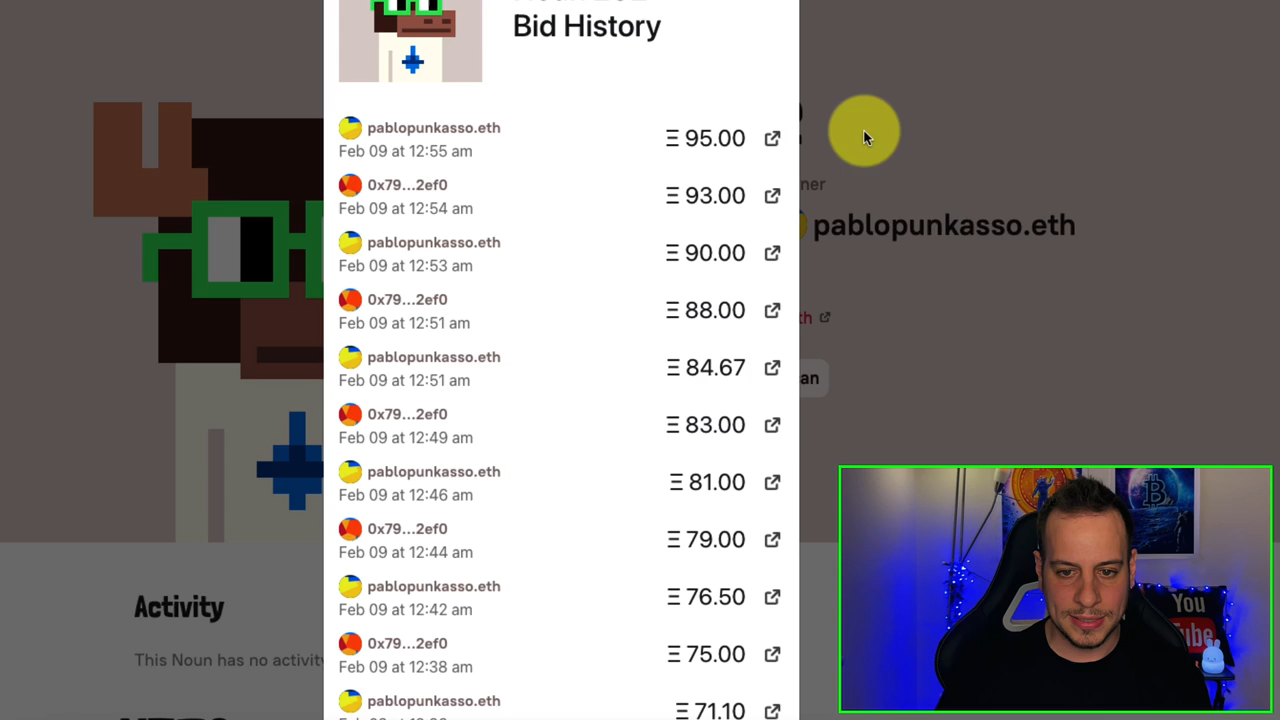 Bid History
pablopunkasso.eth
Feb 09 at 12:55 am
Ξ 95.00
0x79...2ef0
Feb 09 at 12:54 am
Ξ 93.00
pablopunkasso.eth
Feb 09 at 12:53 am
Ξ 90.00
0x79...2ef0
Feb 09 at 12:51 am
Ξ 88.00
pablopunkasso.eth
Feb 09 at 12:51 am
Ξ 84.67
0x79...2ef0
Feb 09 at 12:49 am
Ξ 83.00
pablopunkasso.eth
Feb 09 at 12:46 am
Ξ 81.00
0x79...2ef0
Feb 09 at 12:44 am
Ξ 79.00
pablopunkasso.eth
Feb 09 at 12:42 am
Ξ 76.50
0x79...2ef0
Feb 09 at 12:38 am
Ξ 75.00
pablopunkasso.eth
Ξ 71.10
ner
pablopunkasso.eth
th
an
Activity
This Noun has no activit
You